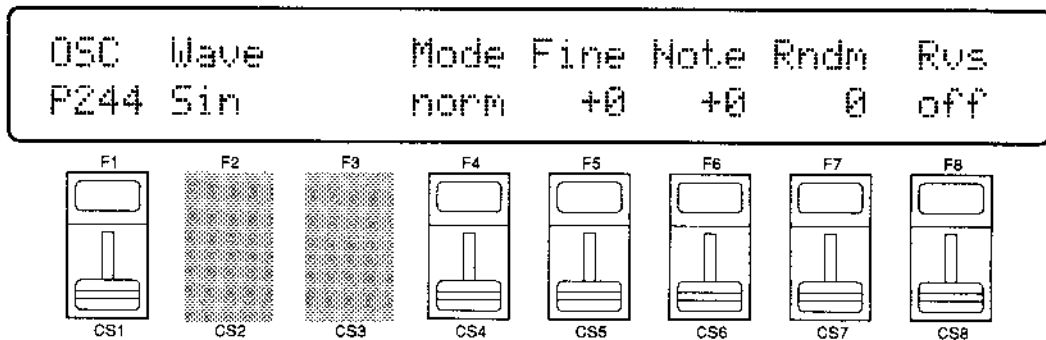 OSC Wave Mode Fine Note Rndm Rvs
P244 Sin norm +0 +0 0 off
F1 F2 F3 F4 F5 F6 F7 F8
CS1 CS2 CS3 CS4 CS5 CS6 CS7 CS8